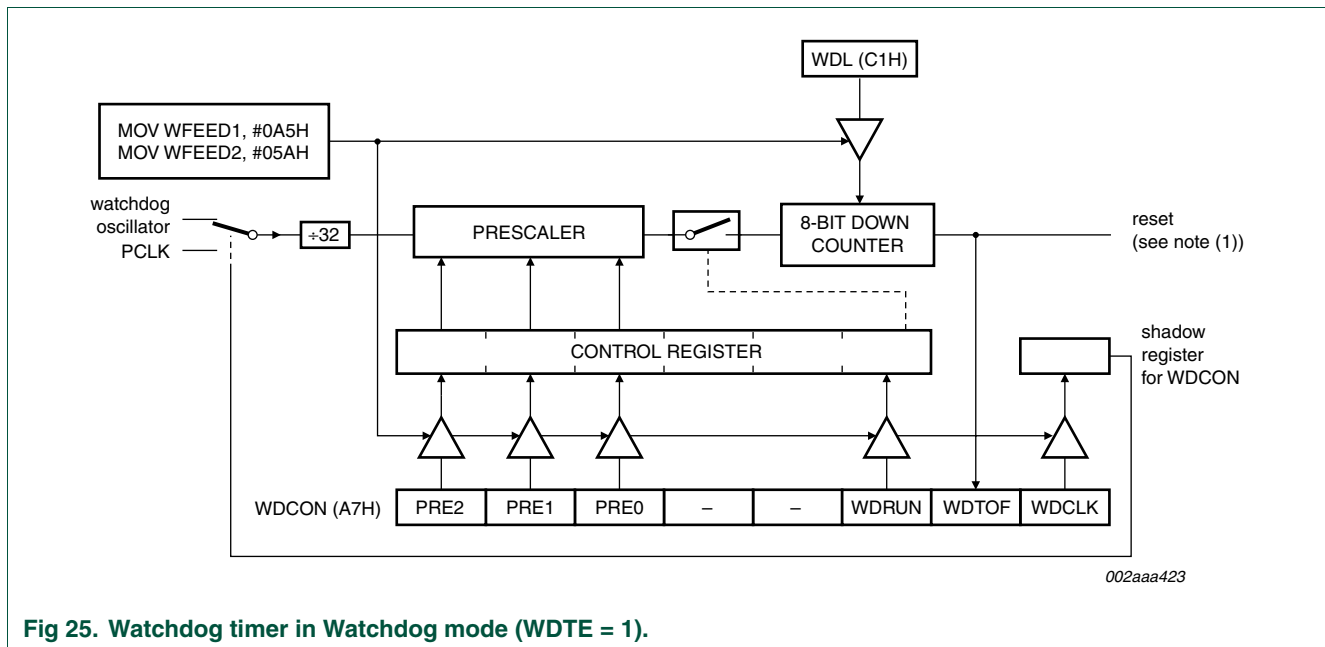 WDL (C1H)
MOV WFEED1, #0A5H
MOV WFEED2, #05AH
watchdog
oscillator
PCLK
÷32
PRESCALER
8-BIT DOWN
COUNTER
reset
(see note (1))
CONTROL REGISTER
shadow
register
for WDCON
WDCON (A7H)
PRE2
PRE1
PRE0
–
–
WDRUN
WDTOF
WDCLK
002aaa423
Fig 25. Watchdog timer in Watchdog mode (WDTE = 1).